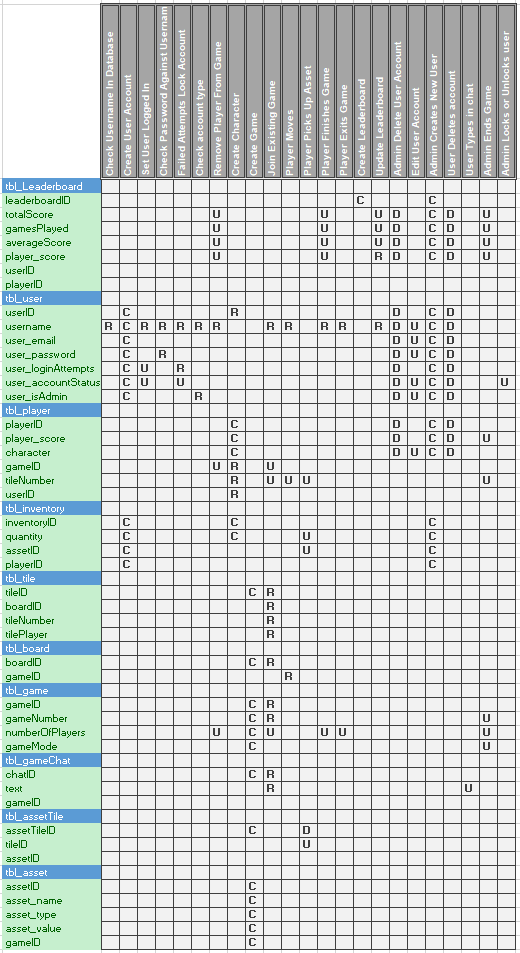 Check Username In Database
Create User Account
Set User Logged In
Check Password Against Usernam
Failed Attempts Lock Account
Check account type
Remove Player From Game
Create Character
Create Game
Join Existing Game
Player Moves
Player Picks Up Asset
Player Finishes Game
Player Exits Game
Create Leaderboard
Update Leaderboard
Admin Delete User Account
Edit User Account
Admin Creates New User
User Deletes account
User Types in chat
Admin Ends Game
Admin Locks or Unlocks user
tbl_Leaderboard
leaderboardID C C
totalScore U U U D C D U
gamesPlayed U U U D C D U
averageScore U U U D C D U
player_score U U R D C D U
userID
playerID
tbl_user
userID C R D C D
username R C R R R R R R R R R R D U C D
user_email C D U C D
user_password C R D U C D
user_loginAttempts C U R D C D
user_accountStatus C U U D U C D U
user_isAdmin C R D U C D
tbl_player
playerID C D C D
player_score C D C D U
character C D U C D
gameID U R U
tileNumber R U U U U
userID R
tbl_inventory
inventoryID C C C
quantity C C U C
assetID C U C
playerID C C
tbl_tile
tileID C R
boardID R
tileNumber R
tilePlayer R
tbl_board
boardID C R
gameID R
tbl_game
gameID C R
gameNumber C R U
numberOfPlayers U C U U U U
gameMode C U
tbl_gameChat
chatID C R
text R U
gameID
tbl_assetTile
assetTileID C D
tileID U
assetID
tbl_asset
assetID C
asset_name C
asset_type C
asset_value C
gameID C